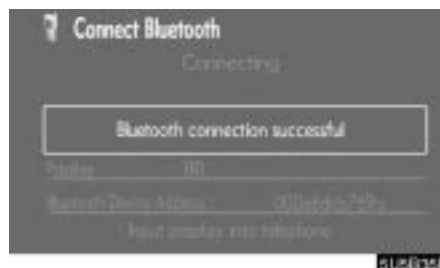 Connect Bluetooth
Connecting
Bluetooth connection successful
Passkey
Bluetooth Device Address:
Input passkey into telephone